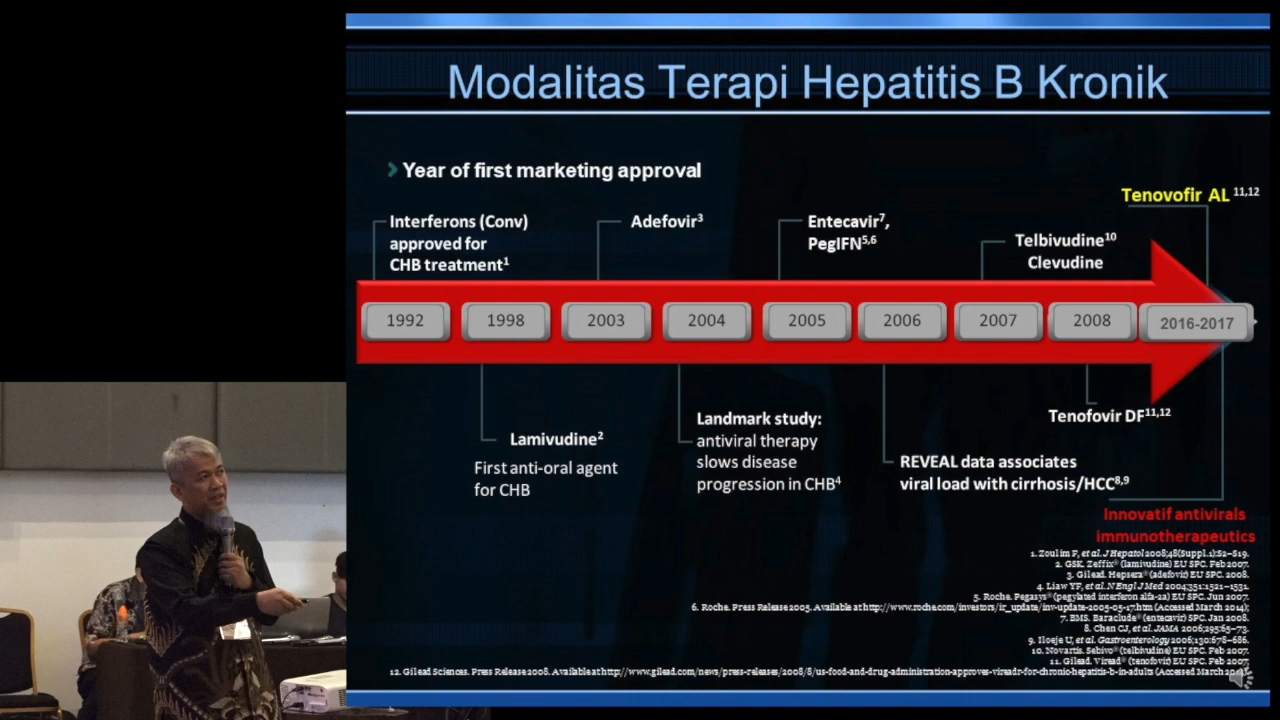 Modalitas Terapi Hepatitis B Kronik
Year of first marketing approval
Tenovofir AL 11,12
Interferons (Conv)
approved for
CHB treatment1
Adefovir3
Entecavir7,
PegIFN5,6
Telbivudine10
Clevudine
1992
1998
2003
2004
2005
2006
2007
2008
2016-2017
Lamivudine2
First anti-oral agent
for CHB
Landmark study:
antiviral therapy
slows disease
progression in CHB4
REVEAL data associates
viral load with cirrhosis/HCC8,9
Tenofovir DF11,12
Innovatif antivirals
immunotherapeutics
1. Zoulim F, et al. J Hepatol 2008;48(Suppl.1):S2–S19.
2. GSK. Zeffix® (lamivudine) EU SPC. Feb 2007.
3. Gilead. Hepsera® (adefovir) EU SPC. 2008.
4. Liaw YF, et al. N Engl J Med 2004;351:1521–1531.
5. Roche. Pegasys® (pegylated interferon alfa-2a) EU SPC. Jun 2007.
6. Roche. Press Release 2005. Available at http://www.roche.com/investors/ir_update/inv-update-2005-05-17.htm (Accessed March 2014);
7. BMS. Baraclude® (entecavir) SPC. Jan 2008.
8. Chen CJ, et al. JAMA 2006;295:65–73.
9. Iloeje U, et al. Gastroenterology 2006;130:678–686.
10. Novartis. Sebivo® (telbivudine) EU SPC. Feb 2007.
11. Gilead. Viread® (tenofovir) EU SPC. Feb 2007.
12. Gilead Sciences. Press Release 2008. Available at http://www.gilead.com/news/press-releases/2008/8/us-food-and-drug-administration-approves-viread-for-chronic-hepatitis-b-in-adults (Accessed March